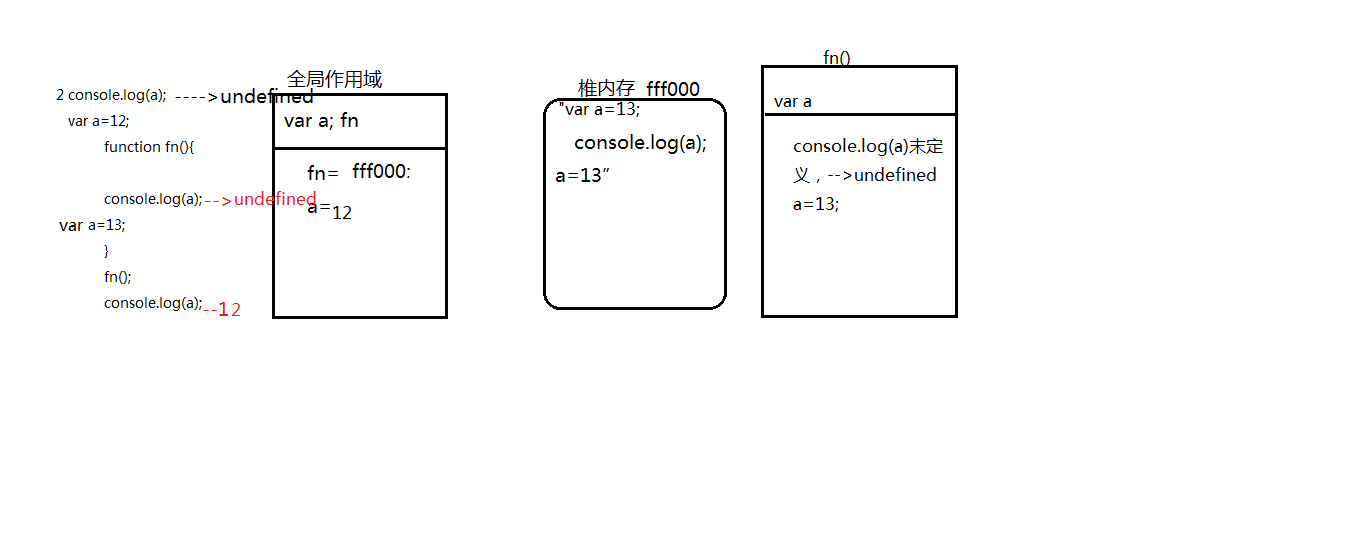 2 console.log(a); ---->undefined
var a=12;
function fn(){
console.log(a);-->undefined
var a=13;
}
fn();
console.log(a);--12
全局作用域
var a; fn
fn= fff000:
a=12
椎内存 fff000
"var a=13;
console.log(a);
a=13”
fn()
var a
console.log(a)末定
义，-->undefined
a=13;